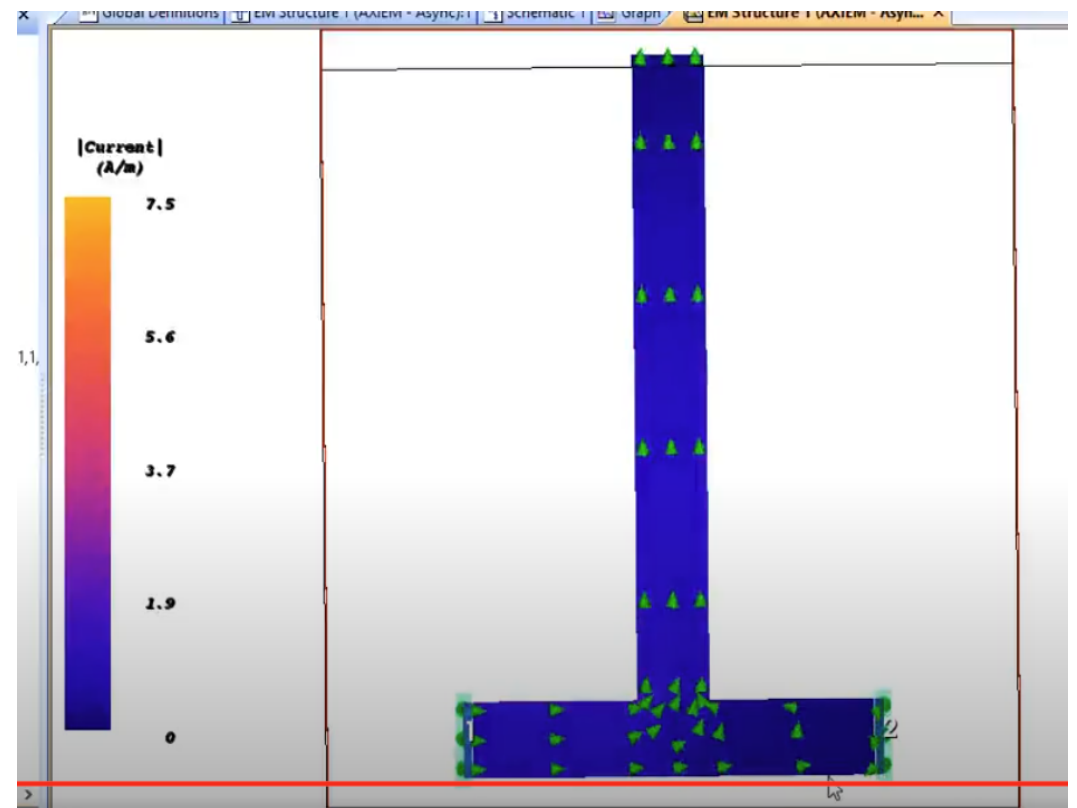 Global Definitions
EM Structure 1 (AXIEM - Async):1
Schematic 1
Graph
EM Structure 1 (AXIEM - Asyn...
|Current|
(A/m)
7.5
5.6
1,1,
3.7
1.9
1
2
0